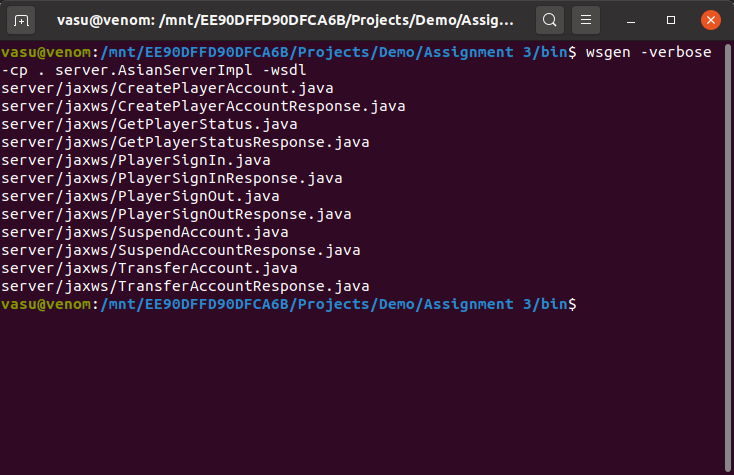 vasu@venom: /mnt/EE90DFFD90DFCA6B/Projects/Demo/Assig...
vasu@venom:/mnt/EE90DFFD90DFCA6B/Projects/Demo/Assignment 3/bin$ wsgen -verbose
-cp . server.AsianServerImpl -wsdl
server/jaxws/CreatePlayerAccount.java
server/jaxws/CreatePlayerAccountResponse.java
server/jaxws/GetPlayerStatus.java
server/jaxws/GetPlayerStatusResponse.java
server/jaxws/PlayerSignIn.java
server/jaxws/PlayerSignInResponse.java
server/jaxws/PlayerSignOut.java
server/jaxws/PlayerSignOutResponse.java
server/jaxws/SuspendAccount.java
server/jaxws/SuspendAccountResponse.java
server/jaxws/TransferAccount.java
server/jaxws/TransferAccountResponse.java
vasu@venom:/mnt/EE90DFFD90DFCA6B/Projects/Demo/Assignment 3/bin$